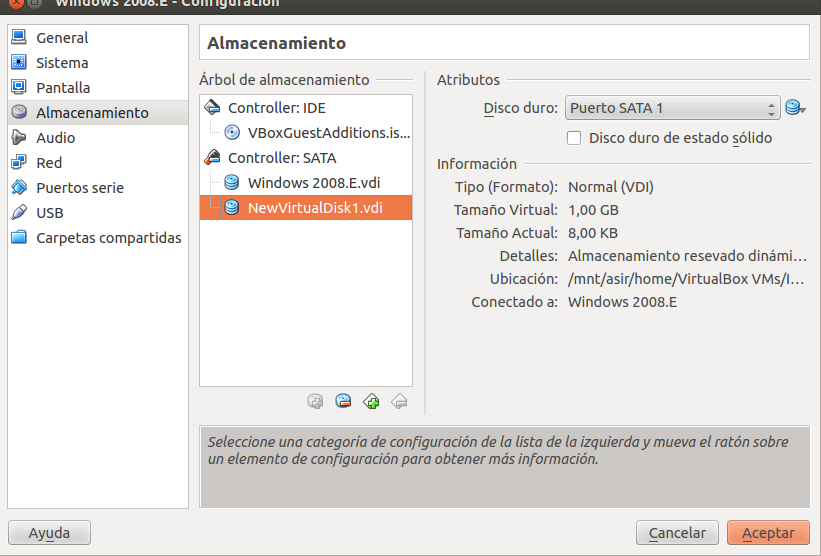 Windows 2008.E - Configuración
General
Sistema
Pantalla
Almacenamiento
Audio
Red
Puertos serie
USB
Carpetas compartidas
Almacenamiento
Árbol de almacenamiento
Controller: IDE
VBoxGuestAdditions.is...
Controller: SATA
Windows 2008.E.vdi
NewVirtualDisk1.vdi
Atributos
Disco duro: Puerto SATA 1
Disco duro de estado sólido
Información
Tipo (Formato): Normal (VDI)
Tamaño Virtual: 1,00 GB
Tamaño Actual: 8,00 KB
Detalles: Almacenamiento resevado dinámi...
Ubicación: /mnt/asir/home/VirtualBox VMs/I...
Conectado a: Windows 2008.E
Seleccione una categoría de configuración de la lista de la izquierda y mueva el ratón sobre
un elemento de configuración para obtener más información.
Ayuda
Cancelar
Aceptar